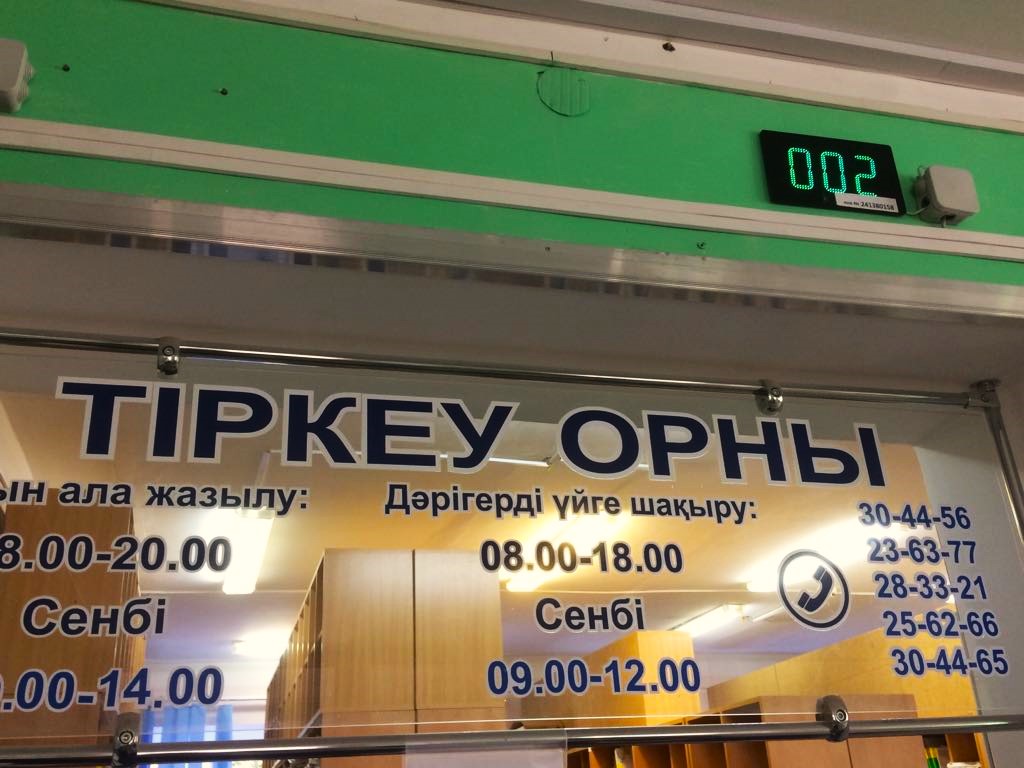 002
241380158
ТІРКЕУ ОРНЫ
ала жазылу:
8.00-20.00
Сенбі
.00-14.00
Дәрігерді үйге шақыру:
08.00-18.00
Сенбі
09.00-12.00
30-44-56
23-63-77
28-33-21
25-62-66
30-44-65